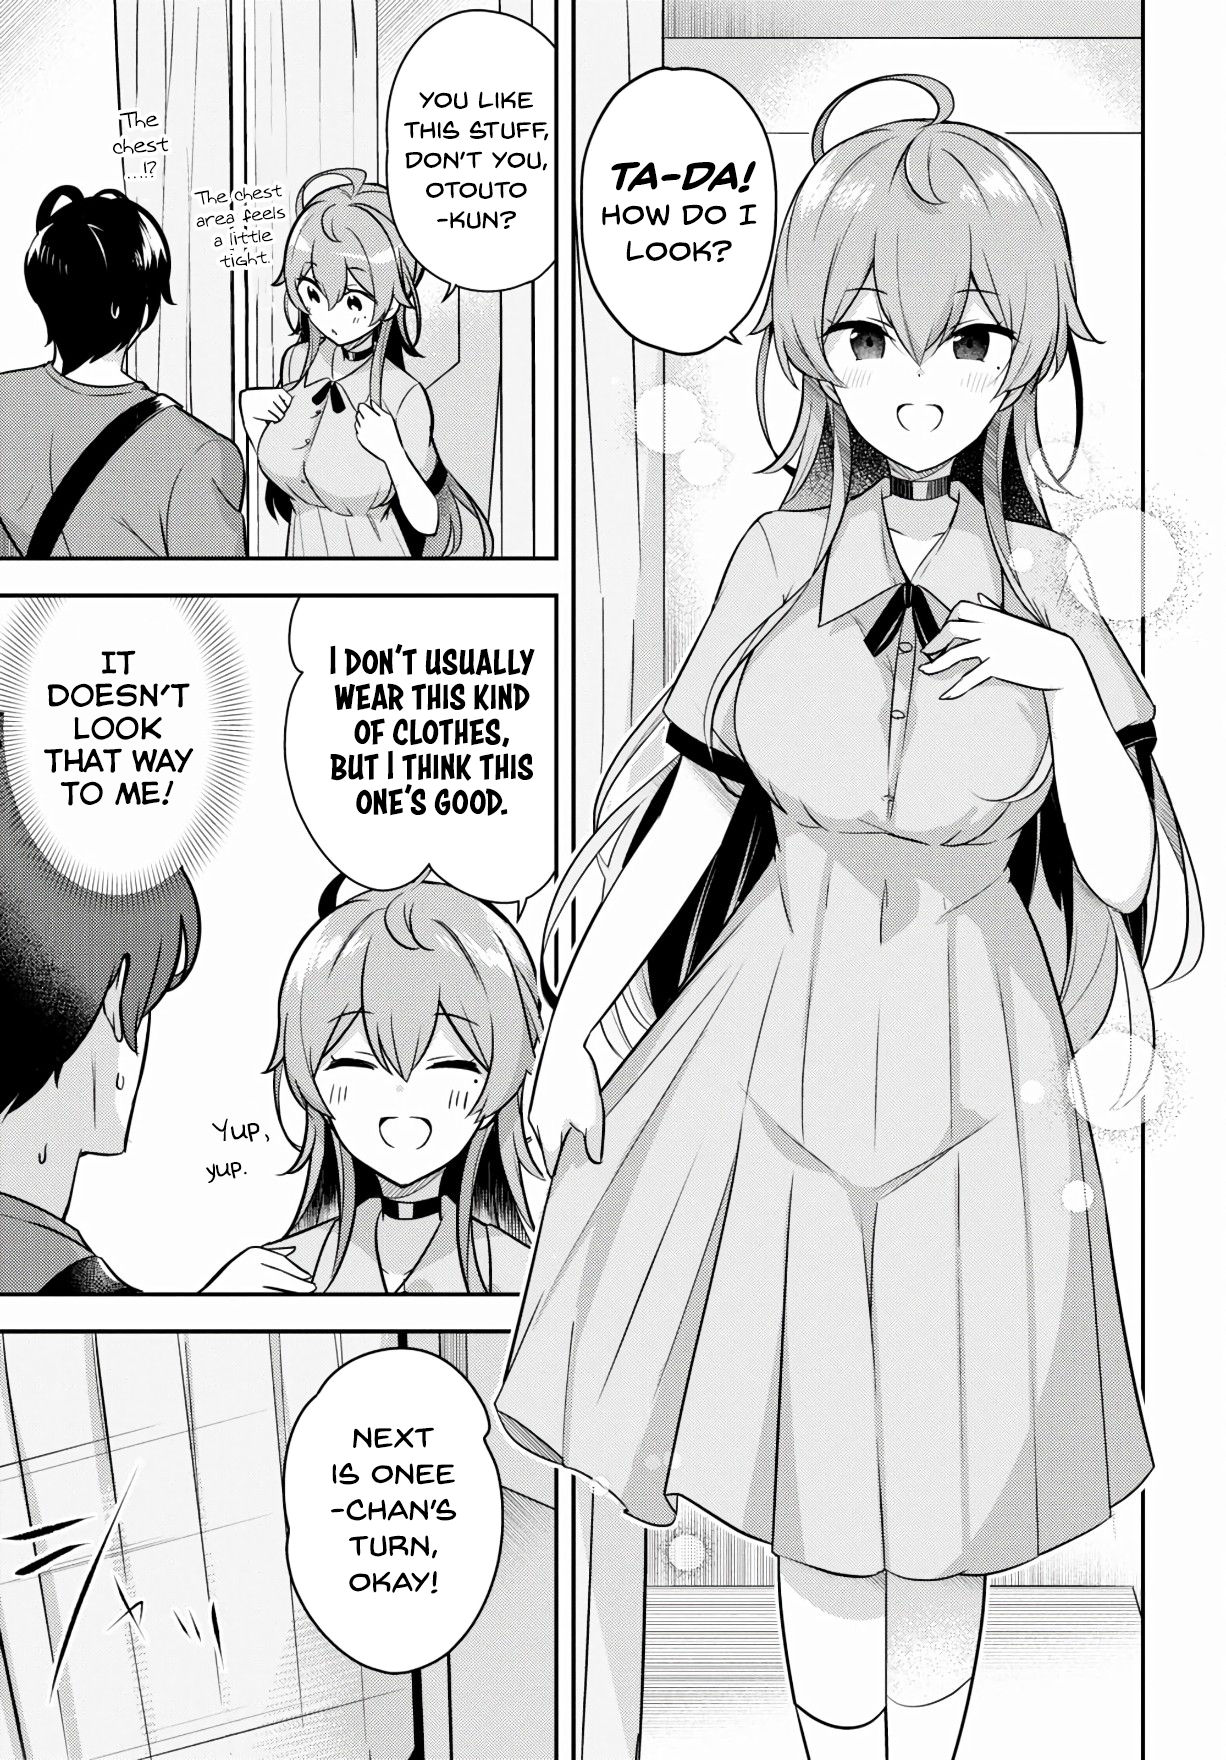 TA-DA!
HOW DO I
LOOK?
YOU LIKE
THIS STUFF,
DON'T YOU,
OTOUTO
-KUN?
The chest
area feels
a little
tight.
The
chest
...!?
I DON'T USUALLY
WEAR THIS KIND
OF CLOTHES,
BUT I THINK THIS
ONE'S GOOD.
IT
DOESN'T
LOOK
THAT WAY
TO ME!
Yup,
yup.
NEXT
IS ONEE
-CHAN'S
TURN,
OKAY!